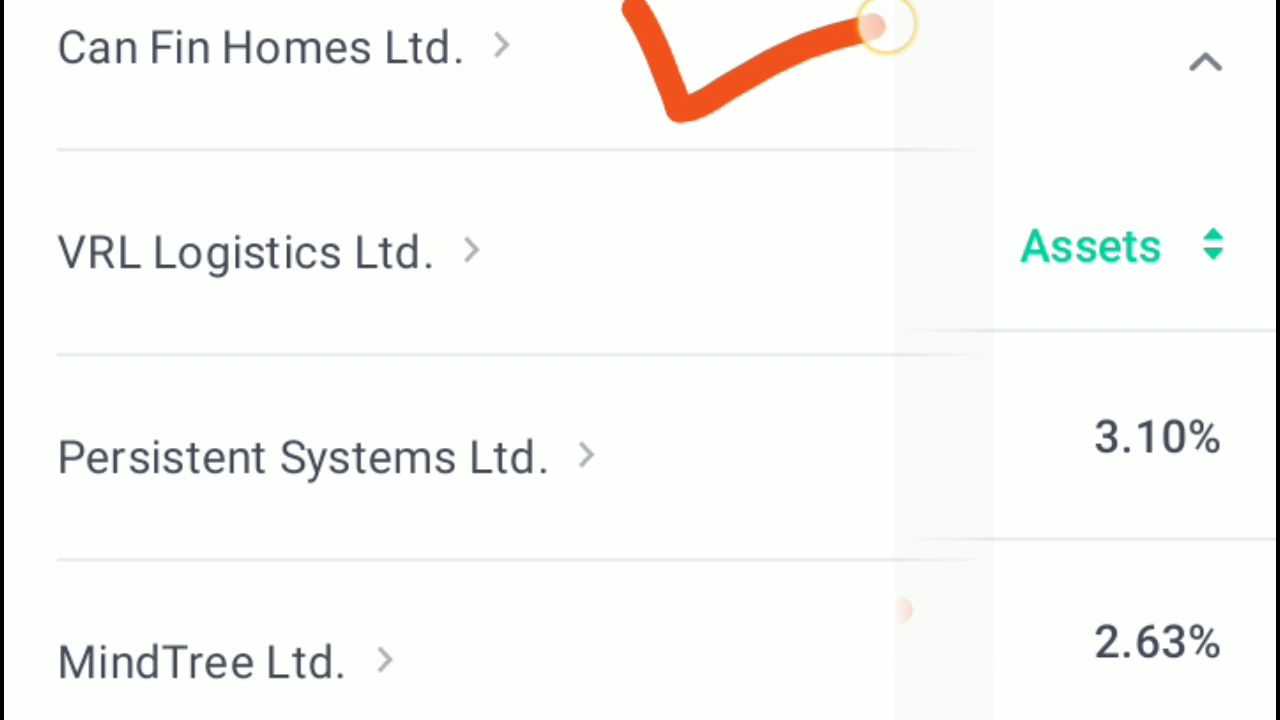 Can Fin Homes Ltd.
VRL Logistics Ltd.
Assets
Persistent Systems Ltd.
3.10%
MindTree Ltd.
2.63%